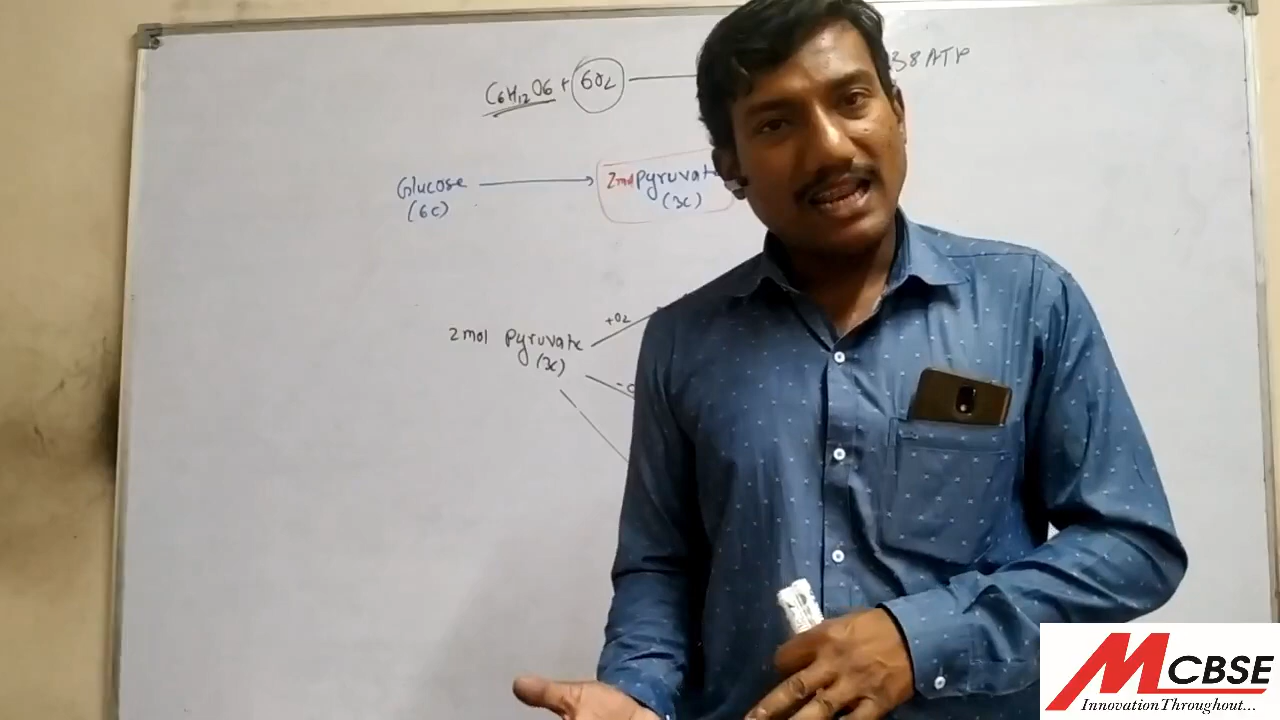 C6H12O6 + 6O2
38 ATP
Glucose
(6C)
2mol Pyruvate
(3C)
+O2
2mol Pyruvate
(3C)
MCBSE
Innovation Throughout...